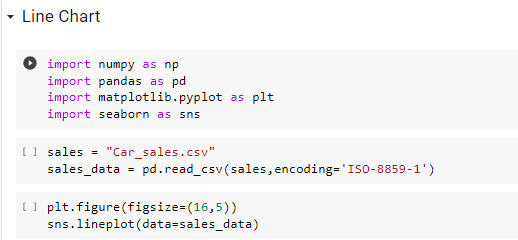 Line Chart
import numpy as np
import pandas as pd
import matplotlib.pyplot as plt
import seaborn as sns
[ ] sales = "Car_sales.csv"
sales_data = pd.read_csv(sales,encoding='ISO-8859-1')
[ ] plt.figure(figsize=(16,5))
sns.lineplot(data=sales_data)